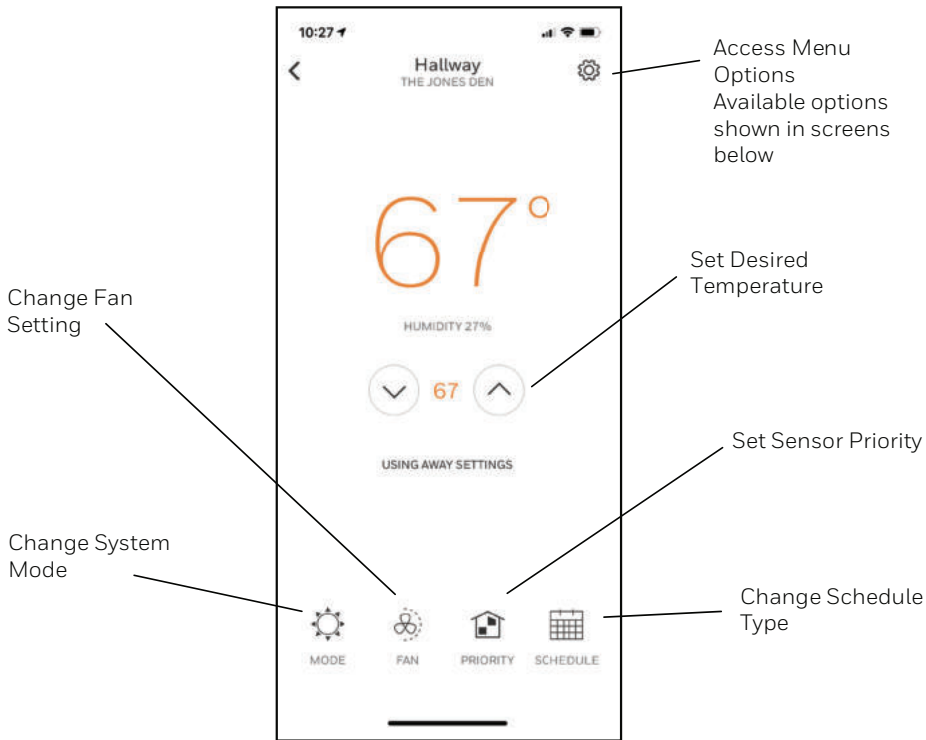 10:27
Hallway
THE JONES DEN
Access Menu
Options
Available options
shown in screens
below
67°
Set Desired
Temperature
Change Fan
Setting
HUMIDITY 27%
67
Set Sensor Priority
USING AWAY SETTINGS
Change System
Mode
Change Schedule
Type
MODE
FAN
PRIORITY
SCHEDULE